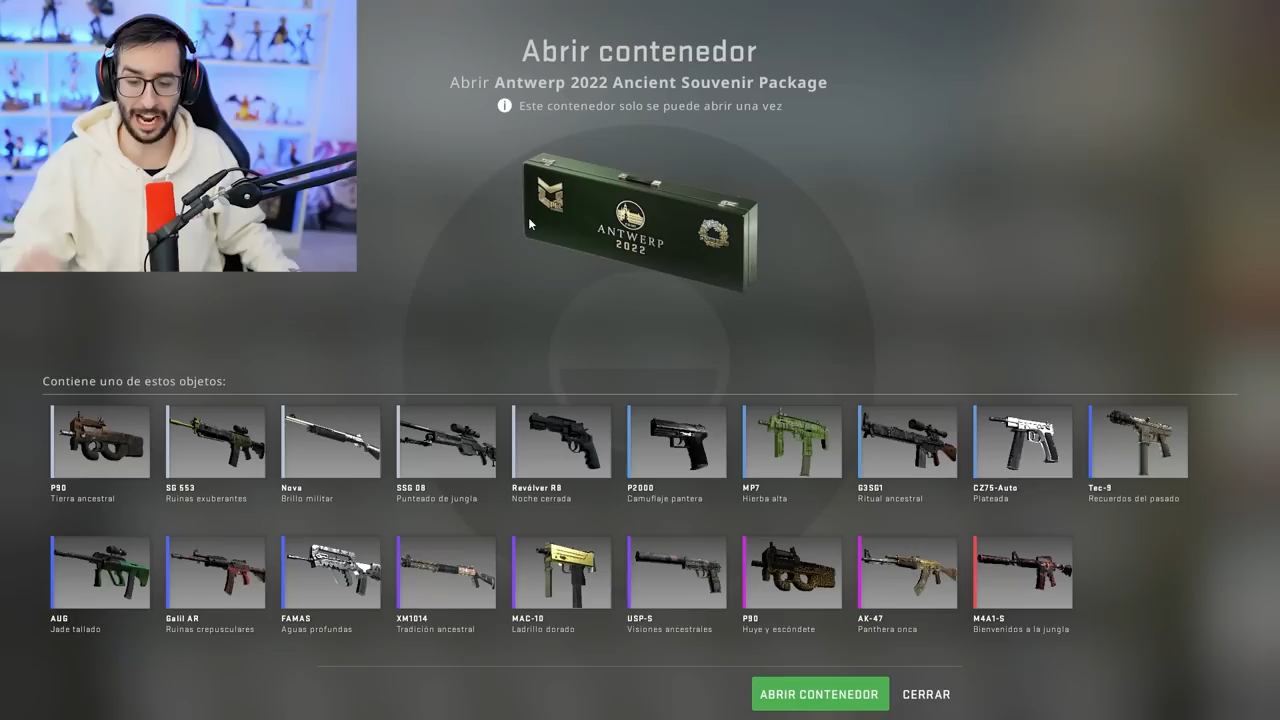 Abrir contenedor
Abrir Antwerp 2022 Ancient Souvenir Package
Este contenedor solo se puede abrir una vez
ANTWERP
2022
Contiene uno de estos objetos:
P90
Tierra ancestral
SG 553
Ruinas exuberantes
Nova
Brillo militar
SSG 08
Punteado de jungla
Revólver R8
Noche cerrada
P2000
Camuflaje pantera
MP7
Hierba alta
G3SG1
Ritual ancestral
CZ75-Auto
Plateada
Tec-9
Recuerdos del pasado
AUG
Jade tallado
Galil AR
Ruinas crepusculares
FAMAS
Aguas profundas
XM1014
Tradición ancestral
MAC-10
Ladrillo dorado
USP-S
Visiones ancestrales
P90
Huye y escóndete
AK-47
Panthera onca
M4A1-S
Bienvenidos a la jungla
ABRIR CONTENEDOR
CERRAR